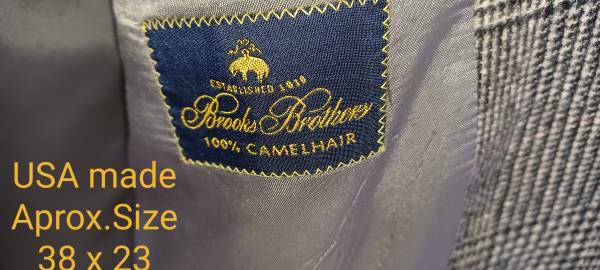 ESTABLISHED 1818
Brooks Brothers
100% CAMELHAIR
USA made
Aprox.Size
38 x 23